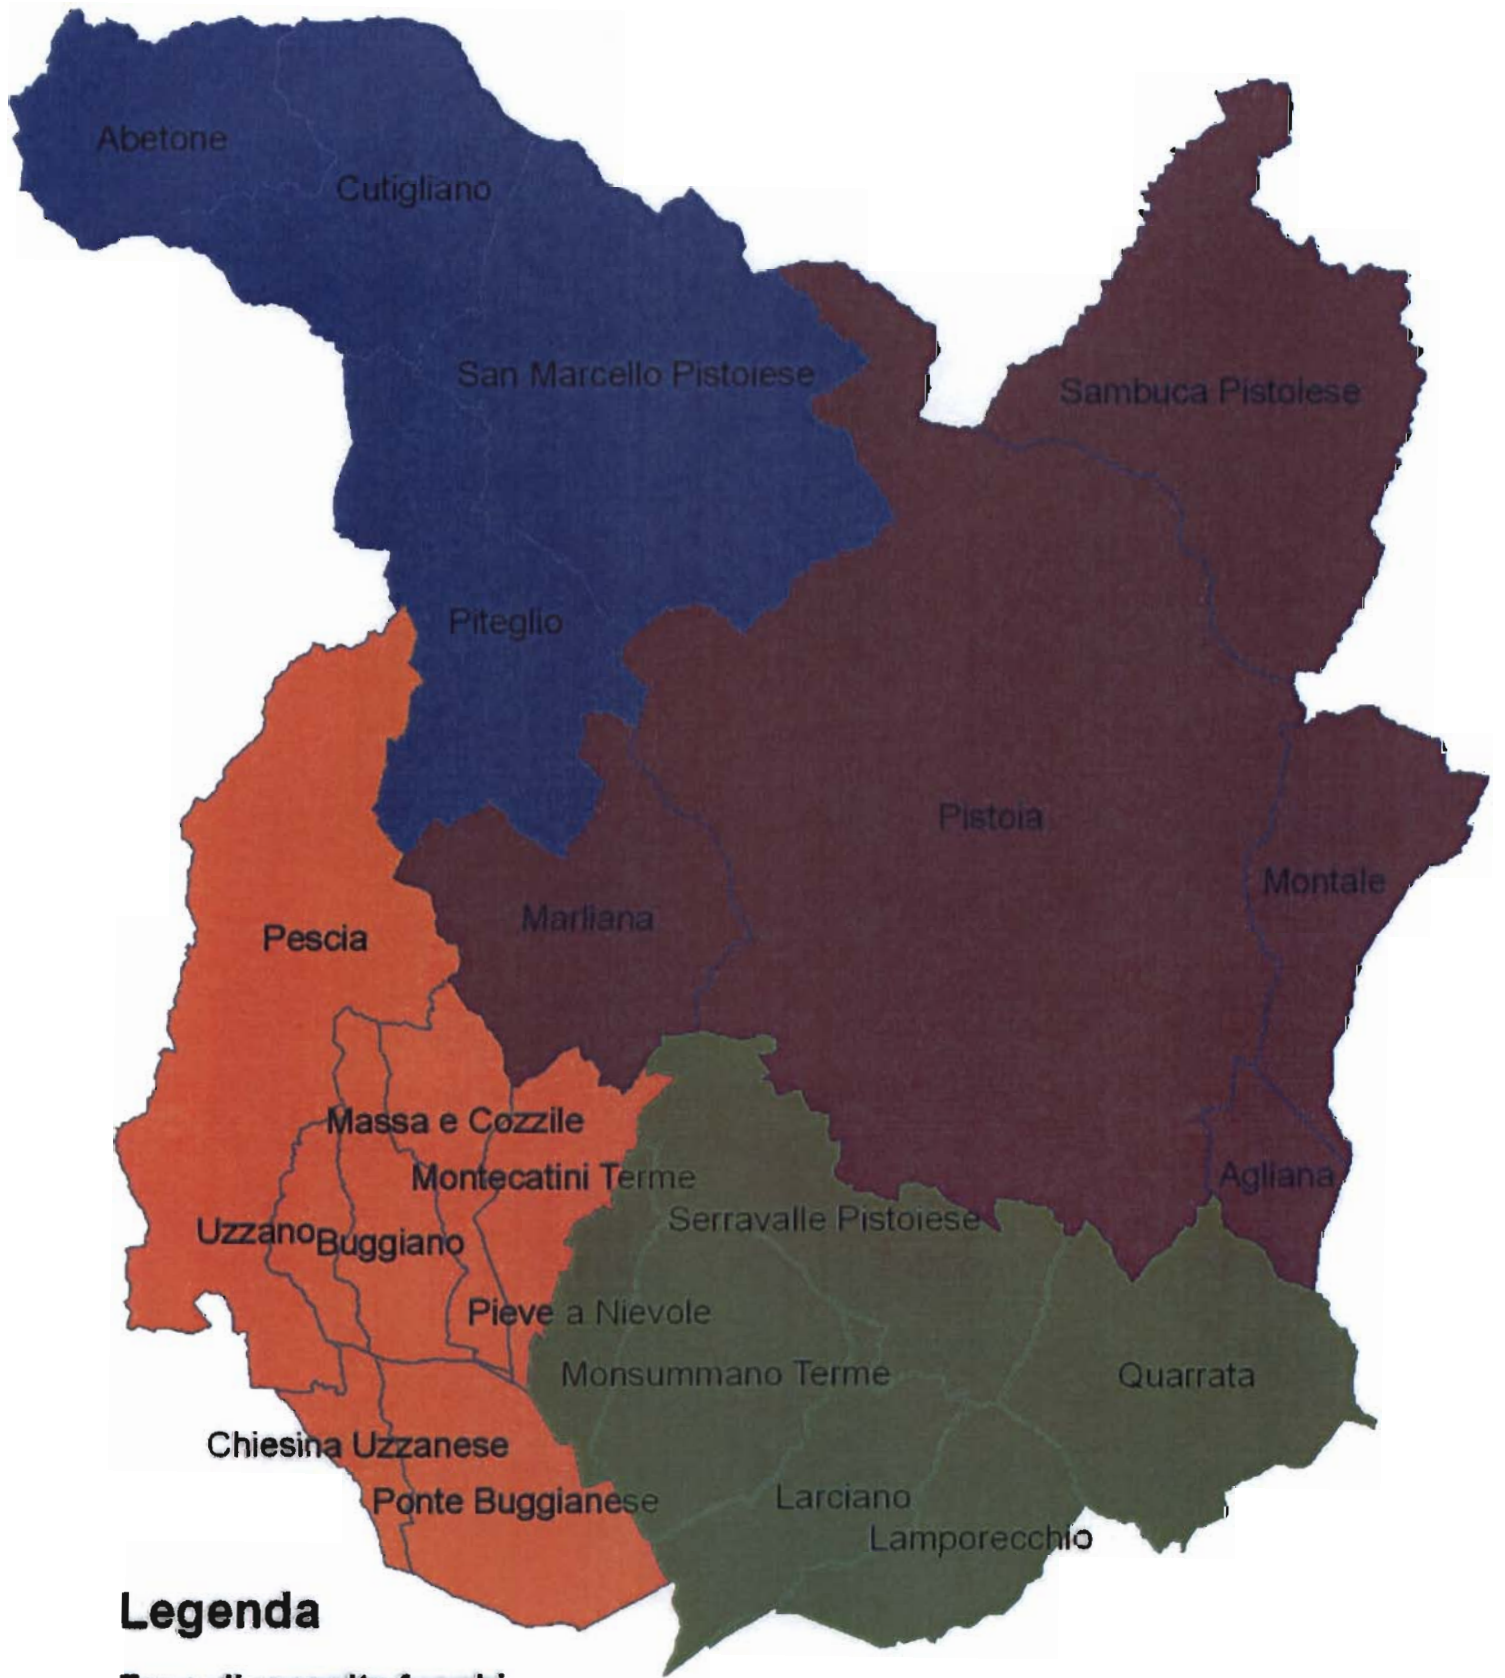 Abetone
Cutigliano
San Marcello Pistoiese
Sambuca Pistoiese
Piteglio
Pistoia
Montale
Marliana
Pescia
Massa e Cozzile
Montecatini Terme
Agliana
Serravalle Pistoiese
Uzzano
Buggiano
Pieve a Nievole
Monsummano Terme
Quarrata
Chiesina Uzzanese
Ponte Buggianese
Larciano
Lamporecchio
Legenda